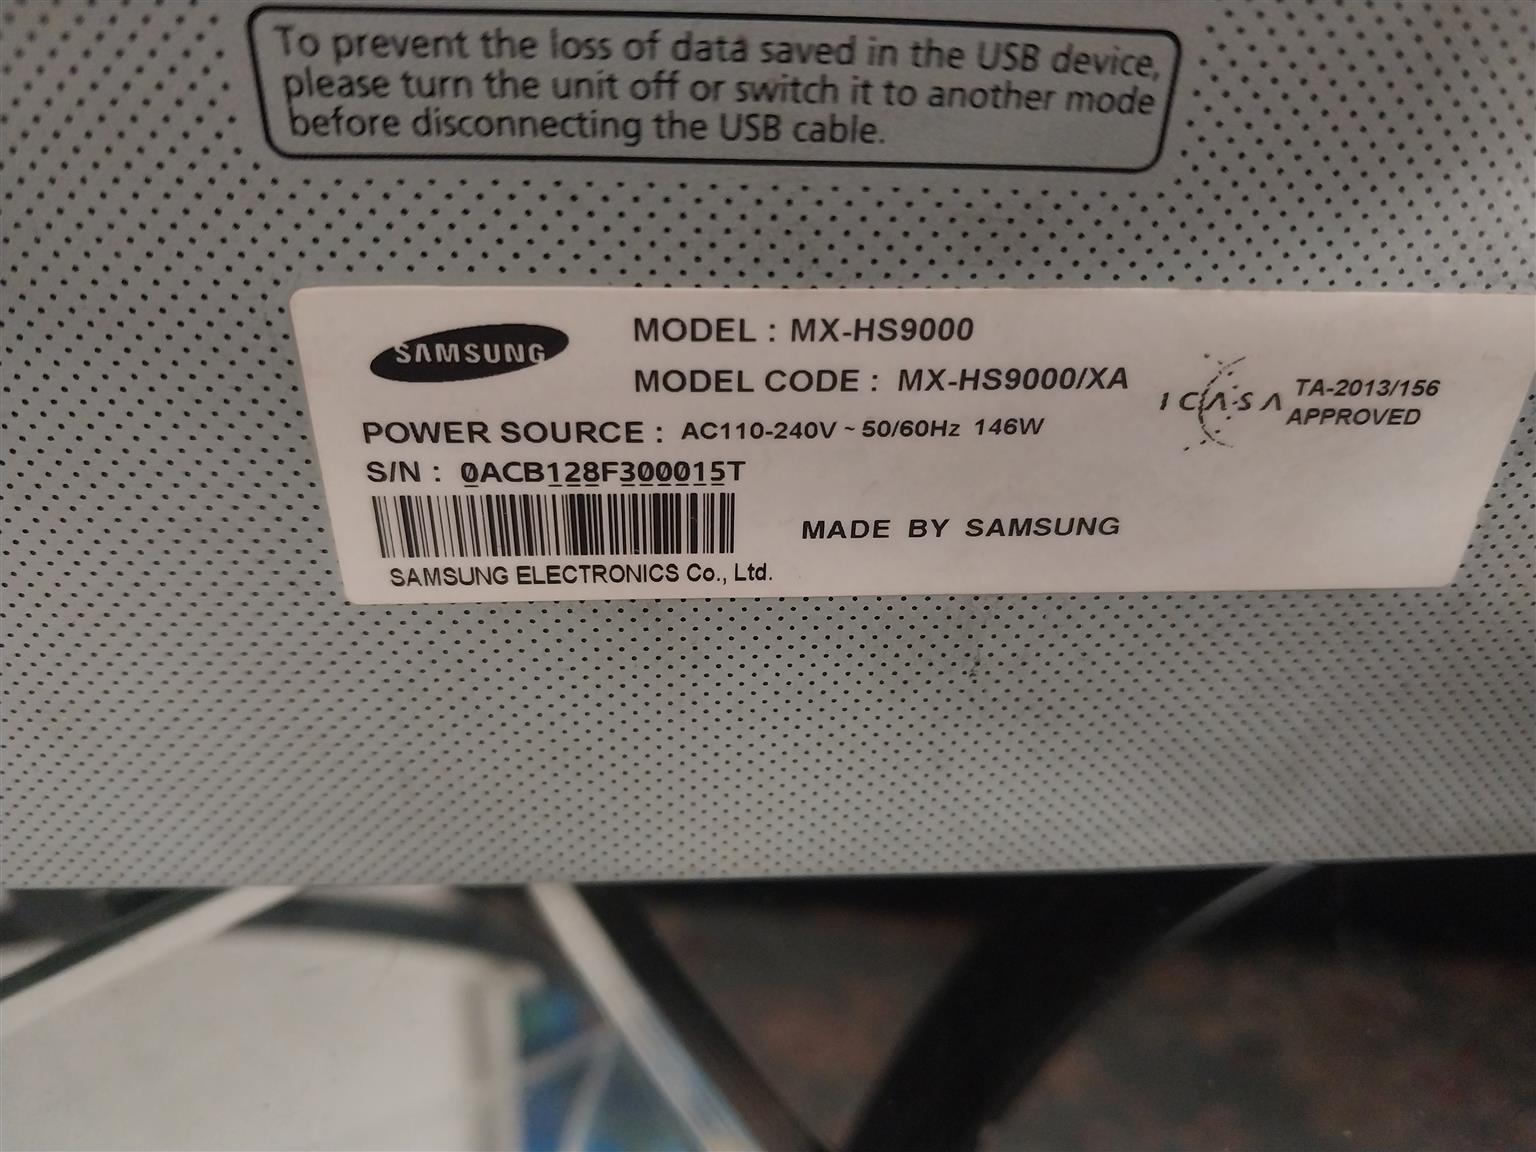 To prevent the loss of data saved in the USB device,
please turn the unit off or switch it to another mode
before disconnecting the USB cable.
SAMSUNG
MODEL : MX-HS9000
MODEL CODE : MX-HS9000/XA
ICASA
TA-2013/156
APPROVED
POWER SOURCE : AC110-240V ~ 50/60Hz 146W
S/N : 0ACB128F300015T
MADE BY SAMSUNG
SAMSUNG ELECTRONICS Co., Ltd.